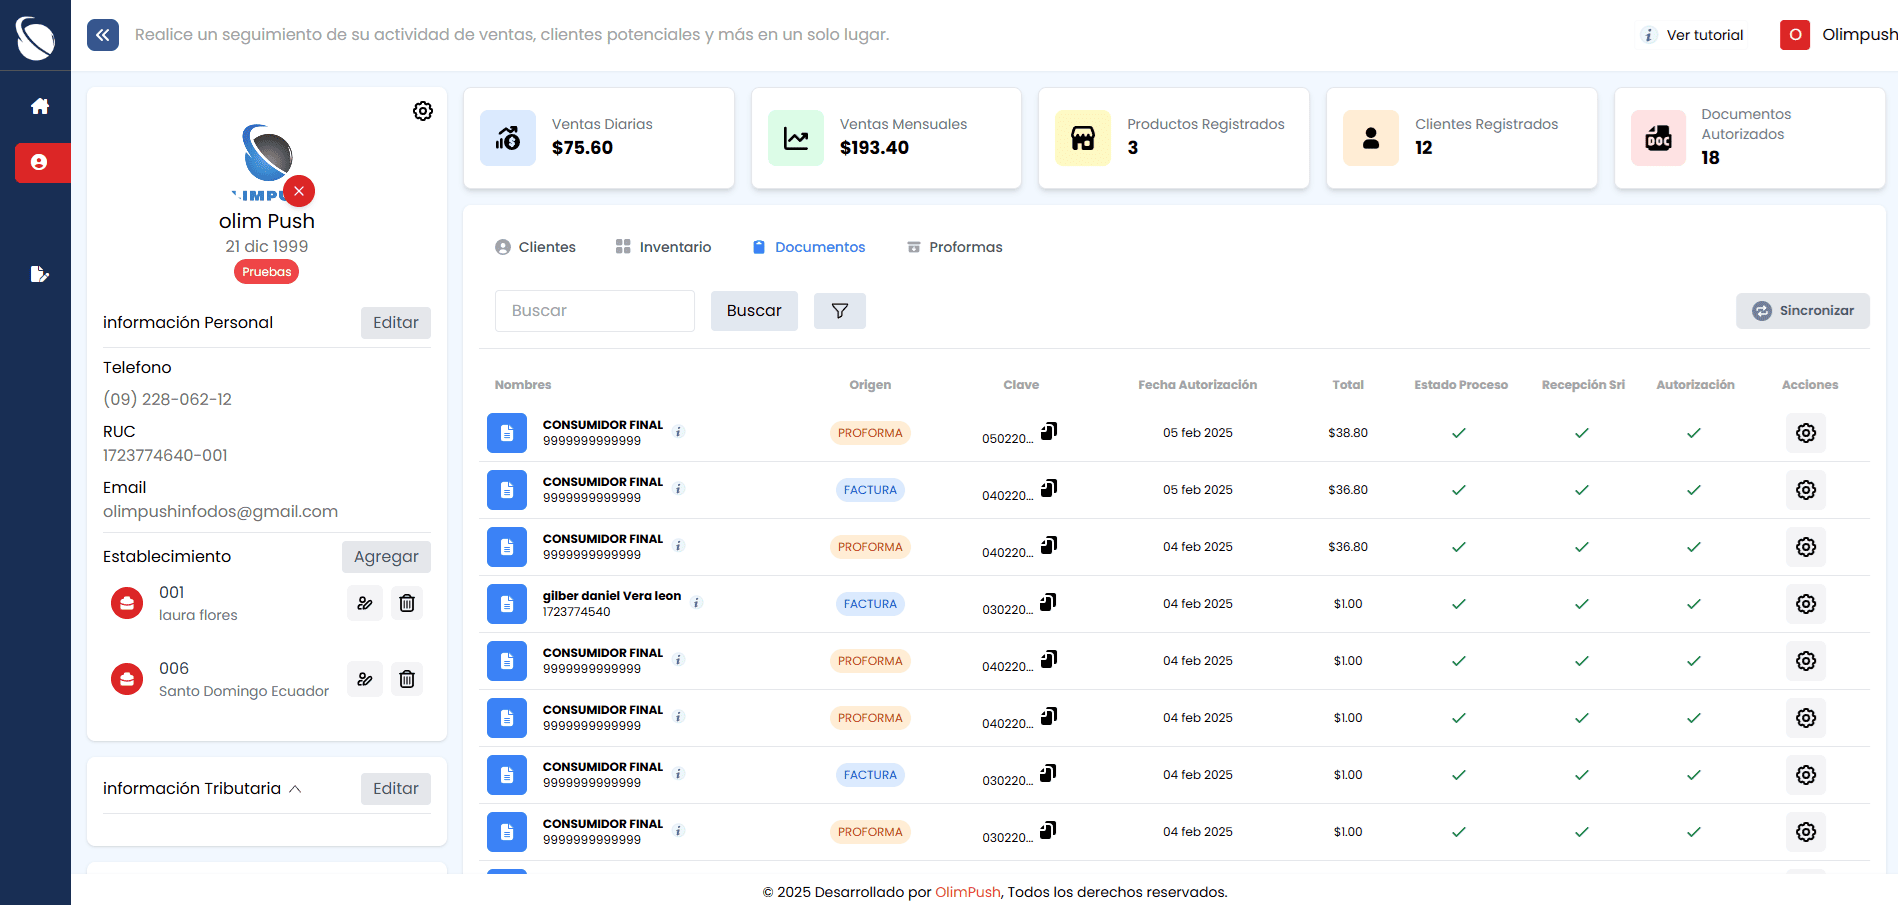 Realice un seguimiento de su actividad de ventas, clientes potenciales y más en un solo lugar.
Ver tutorial
O
Olimpush
olim Push
21 dic 1999
Pruebas
información Personal
Editar
Telefono
(09) 228-062-12
RUC
1723774640-001
Email
olimpushinfodos@gmail.com
Establecimiento
Agregar
001
laura flores
006
Santo Domingo Ecuador
información Tributaria
Editar
Ventas Diarias
$75.60
Ventas Mensuales
$193.40
Productos Registrados
3
Clientes Registrados
12
DOC
Documentos
Autorizados
18
Clientes
Inventario
Documentos
Proformas
Buscar
Buscar
Sincronizar
Nombres Origen Clave Fecha Autorización Total Estado Proceso Recepción Sri Autorización Acciones
CONSUMIDOR FINAL
9999999999999
PROFORMA 050220... 05 feb 2025 $38.80
CONSUMIDOR FINAL
9999999999999
FACTURA 040220... 05 feb 2025 $36.80
CONSUMIDOR FINAL
9999999999999
PROFORMA 040220... 04 feb 2025 $36.80
gilber daniel Vera leon
1723774540
FACTURA 030220... 04 feb 2025 $1.00
CONSUMIDOR FINAL
9999999999999
PROFORMA 040220... 04 feb 2025 $1.00
CONSUMIDOR FINAL
9999999999999
PROFORMA 040220... 04 feb 2025 $1.00
CONSUMIDOR FINAL
9999999999999
FACTURA 030220... 04 feb 2025 $1.00
CONSUMIDOR FINAL
9999999999999
PROFORMA 030220... 04 feb 2025 $1.00
© 2025 Desarrollado por OlimPush, Todos los derechos reservados.